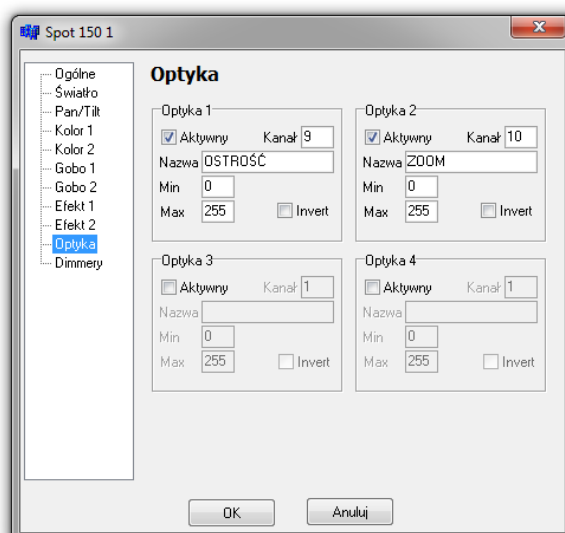 Spot 150 1
Ogólne
Światło
Pan/Tilt
Kolor 1
Kolor 2
Gobo 1
Gobo 2
Efekt 1
Efekt 2
Optyka
Dimmery
Optyka
Optyka 1
Aktywny Kanał 9
Nazwa OSTROŚĆ
Min 0
Max 255 Invert
Optyka 2
Aktywny Kanał 10
Nazwa ZOOM
Min 0
Max 255 Invert
Optyka 3
Aktywny Kanał 1
Nazwa
Min 0
Max 255 Invert
Optyka 4
Aktywny Kanał 1
Nazwa
Min 0
Max 255 Invert
OK Anuluj